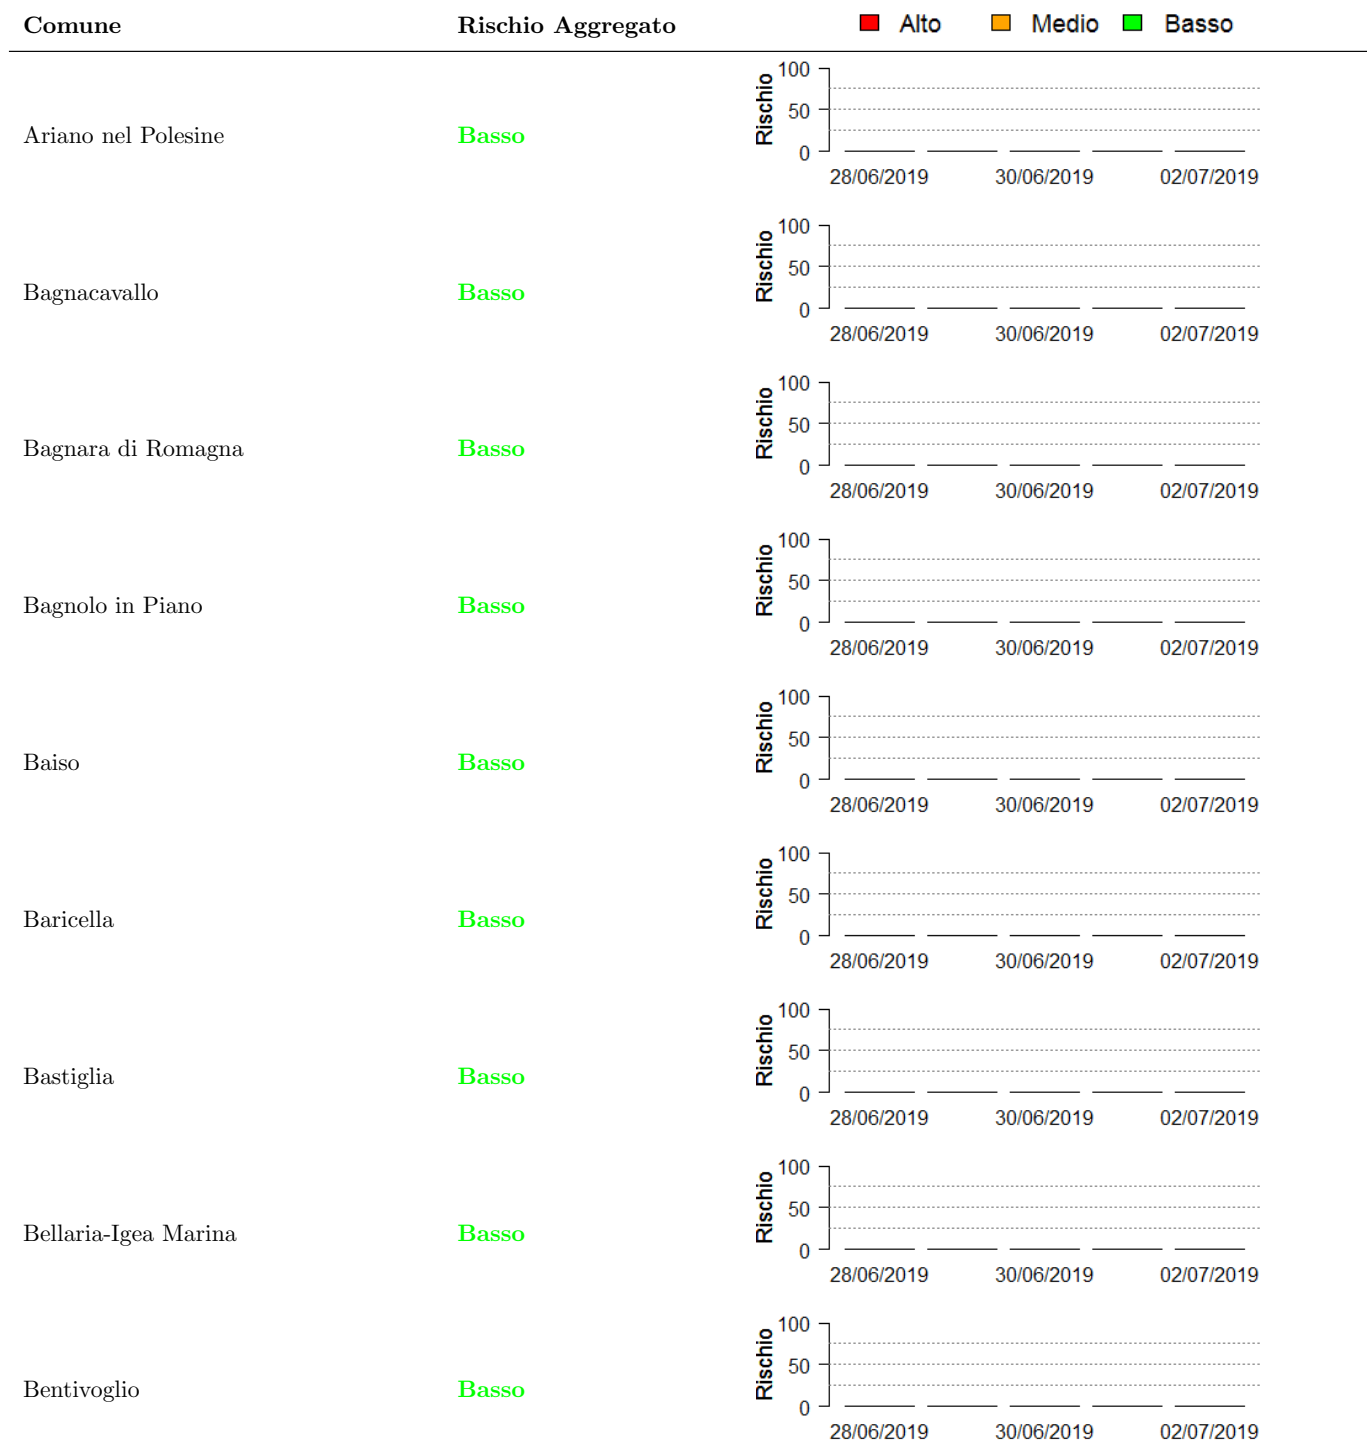 Comune Rischio Aggregato Alto Medio Basso
100
50
0
Rischio
Ariano nel Polesine Basso
28/06/2019 30/06/2019 02/07/2019
100
50
0
Rischio
Bagnacavallo Basso
28/06/2019 30/06/2019 02/07/2019
100
50
0
Rischio
Bagnara di Romagna Basso
28/06/2019 30/06/2019 02/07/2019
100
50
0
Rischio
Bagnolo in Piano Basso
28/06/2019 30/06/2019 02/07/2019
100
50
0
Rischio
Baiso Basso
28/06/2019 30/06/2019 02/07/2019
100
50
0
Rischio
Baricella Basso
28/06/2019 30/06/2019 02/07/2019
100
50
0
Rischio
Bastiglia Basso
28/06/2019 30/06/2019 02/07/2019
100
50
0
Rischio
Bellaria-Igea Marina Basso
28/06/2019 30/06/2019 02/07/2019
100
50
0
Rischio
Bentivoglio Basso
28/06/2019 30/06/2019 02/07/2019